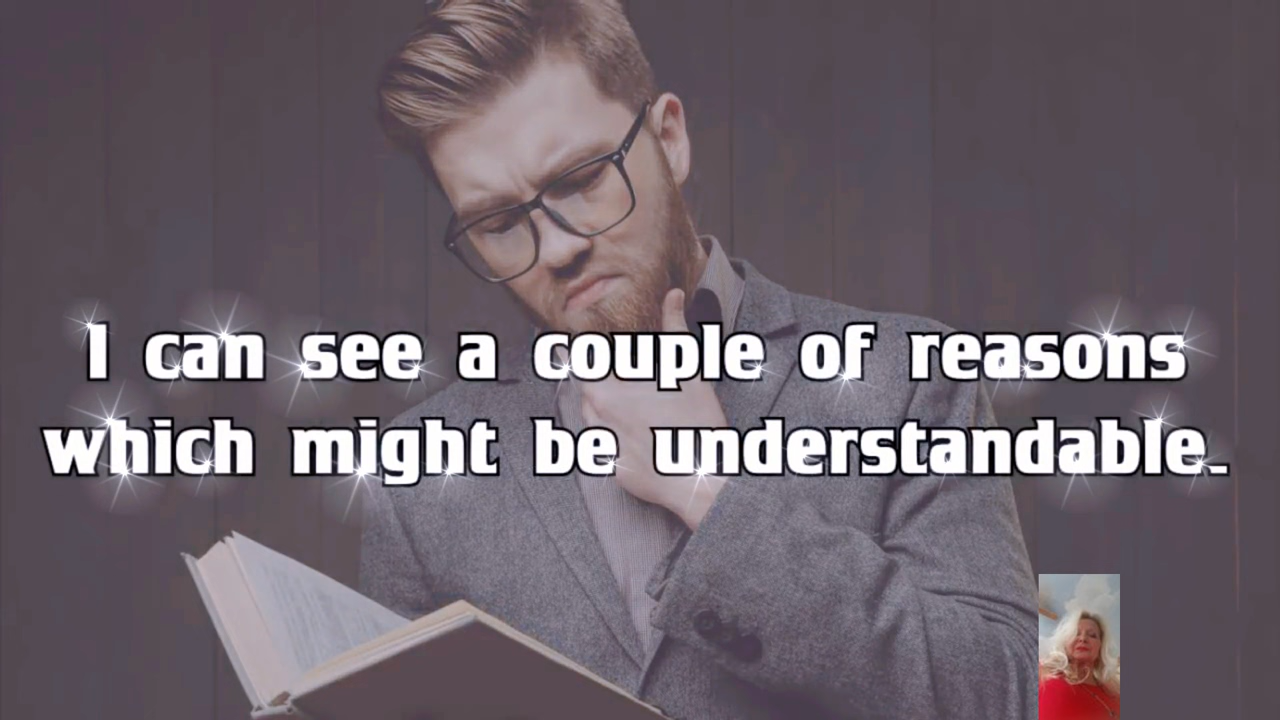 I can see a couple of reasons
which might be understandable.